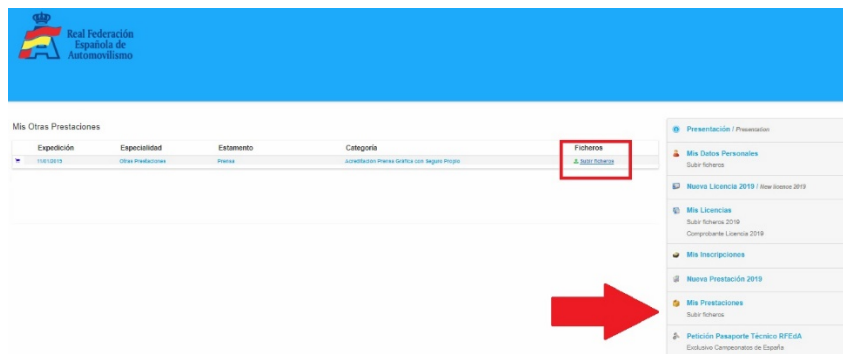 Real Federación
Española de
Automovilismo
Mis Otras Prestaciones
Expedición Especialidad Estamento Categoría Ficheros
11/01/2019 Otras Prestaciones Prensa Acreditación Prensa Gráfica con Seguro Propio Subir ficheros
Presentación / Presentation
Mis Datos Personales
Subir ficheros
Nueva Licencia 2019 / New licence 2019
Mis Licencias
Subir ficheros 2019
Comprobante Licencia 2019
Mis Inscripciones
Nueva Prestación 2019
Mis Prestaciones
Subir ficheros
Petición Pasaporte Técnico RFEdA
Exclusivo Campeonatos de España